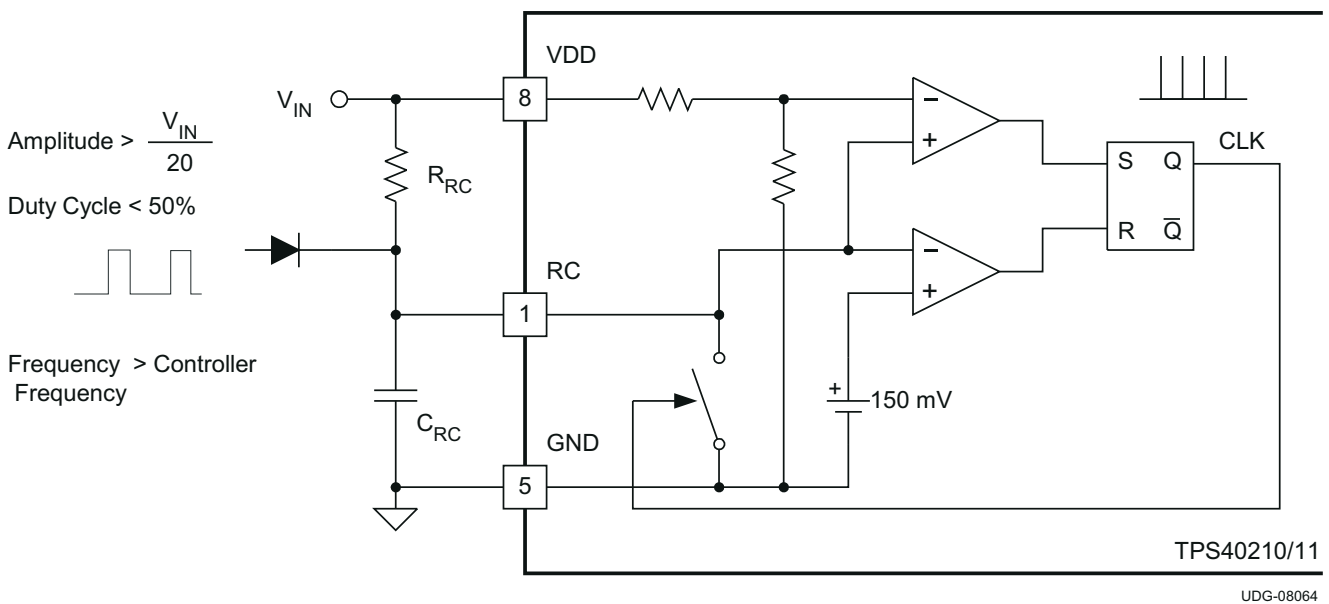 VDD
8
V_IN
Amplitude > V_IN / 20
R_RC
Duty Cycle < 50%
RC
1
Frequency > Controller
Frequency
C_RC
GND
5
−
+
−
+
+
150 mV
S Q
R Q̅
CLK
TPS40210/11
UDG-08064